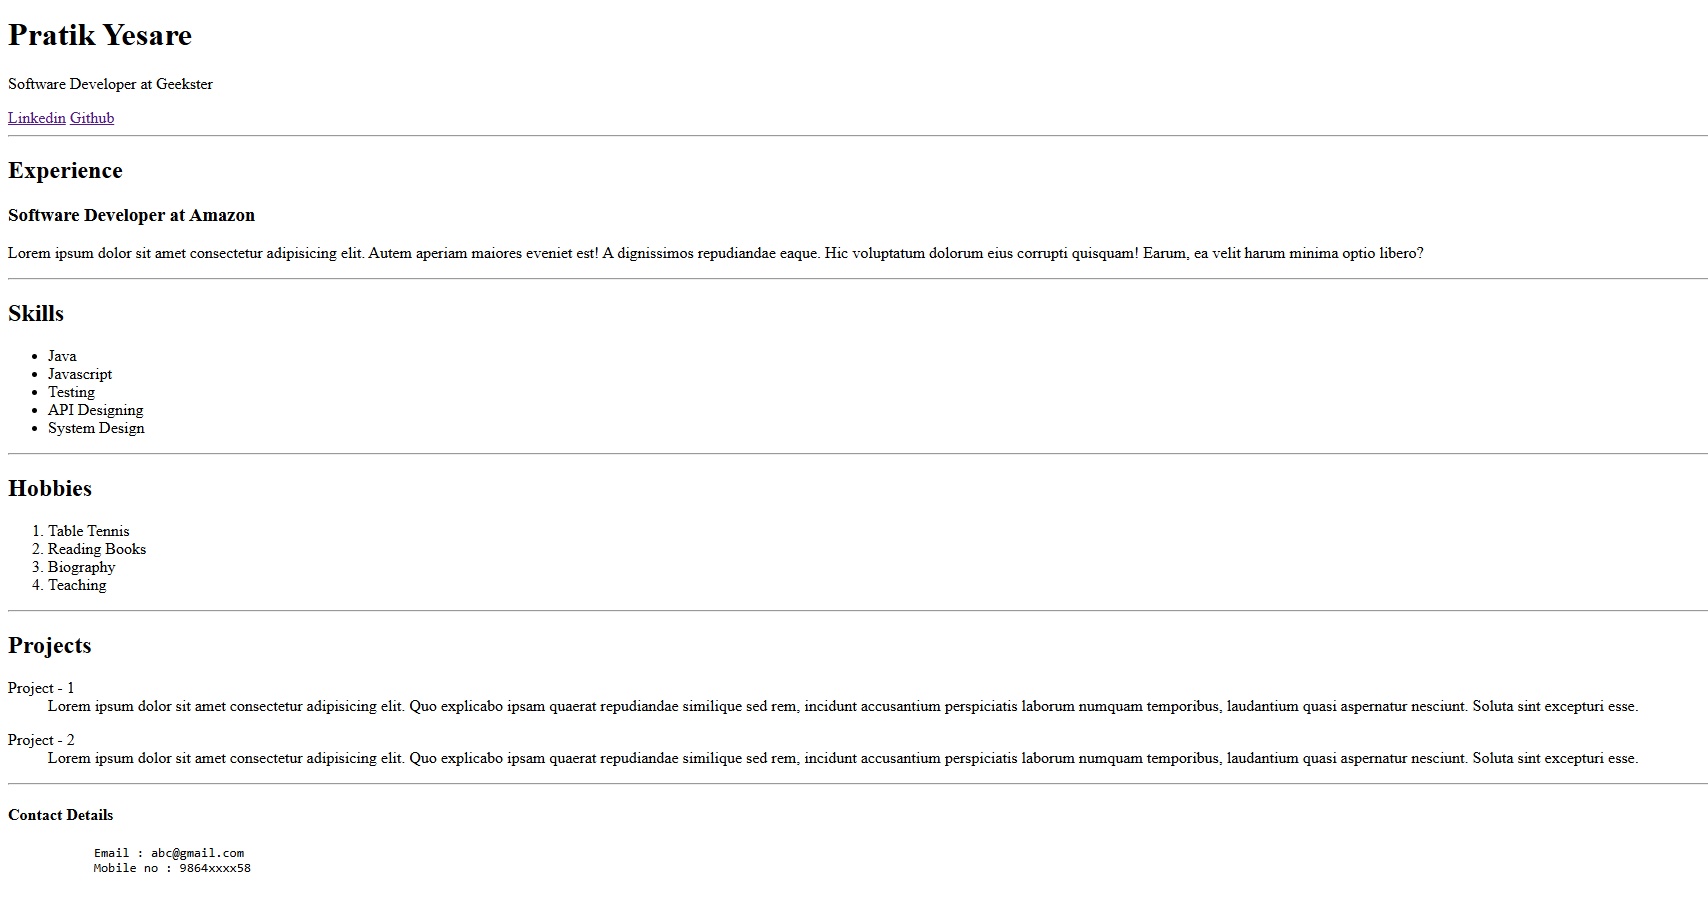 Pratik Yesare
Software Developer at Geekster
Linkedin Github
Experience
Software Developer at Amazon
Lorem ipsum dolor sit amet consectetur adipisicing elit. Autem aperiam maiores eveniet est! A dignissimos repudiandae eaque. Hic voluptatum dolorum eius corrupti quisquam! Earum, ea velit harum minima optio libero?
Skills
• Java
• Javascript
• Testing
• API Designing
• System Design
Hobbies
1. Table Tennis
2. Reading Books
3. Biography
4. Teaching
Projects
Project - 1
Lorem ipsum dolor sit amet consectetur adipisicing elit. Quo explicabo ipsam quaerat repudiandae similique sed rem, incidunt accusantium perspiciatis laborum numquam temporibus, laudantium quasi aspernatur nesciunt. Soluta sint excepturi esse.
Project - 2
Lorem ipsum dolor sit amet consectetur adipisicing elit. Quo explicabo ipsam quaerat repudiandae similique sed rem, incidunt accusantium perspiciatis laborum numquam temporibus, laudantium quasi aspernatur nesciunt. Soluta sint excepturi esse.
Contact Details
Email : abc@gmail.com
Mobile no : 9864xxxx58